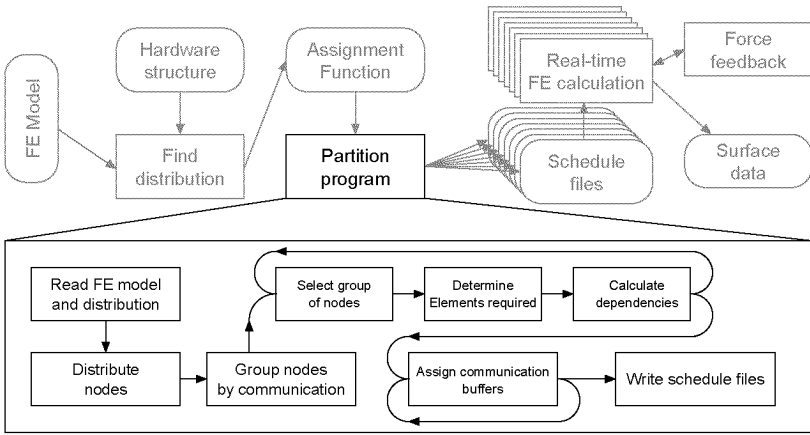 FE Model
Hardware
structure
Assignment
Function
Real-time
FE calculation
Force
feedback
Find
distribution
Partition
program
Schedule
files
Surface
data
Read FE model
and distribution
Select group
of nodes
Determine
Elements required
Calculate
dependencies
Distribute
nodes
Group nodes
by communication
Assign communication
buffers
Write schedule files